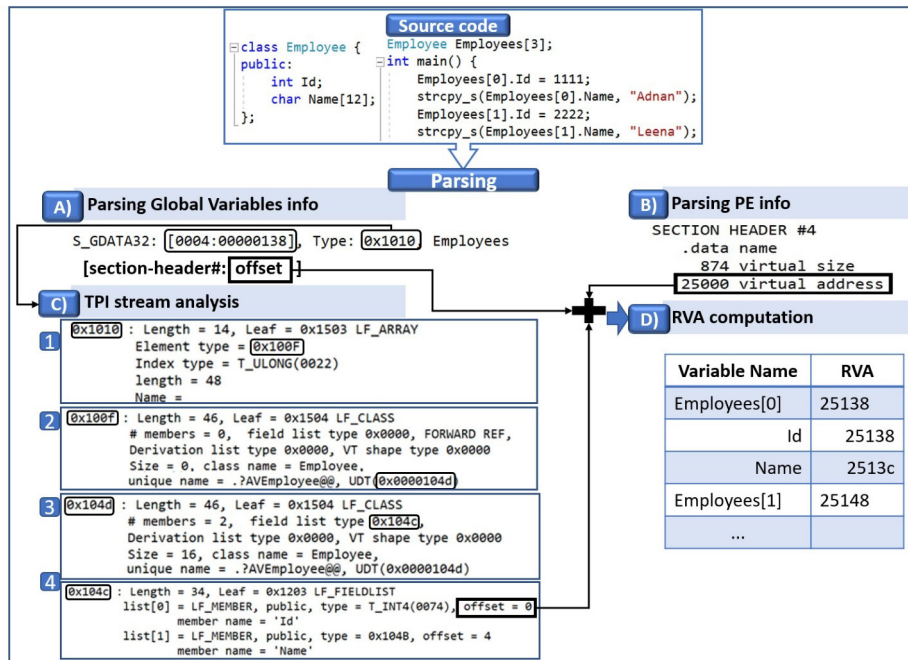 Source code
class Employee {
public:
int Id;
char Name[12];
};
Employee Employees[3];
int main() {
Employees[0].Id = 1111;
strcpy_s(Employees[0].Name, "Adnan");
Employees[1].Id = 2222;
strcpy_s(Employees[1].Name, "Leena");
Parsing
A) Parsing Global Variables info
S_GDATA32: [0004:00000138], Type: 0x1010, Employees
[section-header#: offset ]
B) Parsing PE info
SECTION HEADER #4
.data name
874 virtual size
25000 virtual address
C) TPI stream analysis
1
0x1010 : Length = 14, Leaf = 0x1503 LF_ARRAY
Element type = 0x100F
Index type = T_ULONG(0022)
length = 48
Name =
2
0x100f : Length = 46, Leaf = 0x1504 LF_CLASS
# members = 0, field list type 0x0000, FORWARD REF,
Derivation list type 0x0000, VT shape type 0x0000
Size = 0, class name = Employee,
unique name = .?AVEmployee@@, UDT(0x0000104d)
3
0x104d : Length = 46, Leaf = 0x1504 LF_CLASS
# members = 2, field list type 0x104c,
Derivation list type 0x0000, VT shape type 0x0000
Size = 16, class name = Employee,
unique name = .?AVEmployee@@, UDT(0x0000104d)
4
0x104c : Length = 34, Leaf = 0x1203 LF_FIELDLIST
list[0] = LF_MEMBER, public, type = T_INT4(0074), offset = 0
member name = 'Id'
list[1] = LF_MEMBER, public, type = 0x104B, offset = 4
member name = 'Name'
D) RVA computation
Variable Name RVA
Employees[0] 25138
Id 25138
Name 2513c
Employees[1] 25148
...